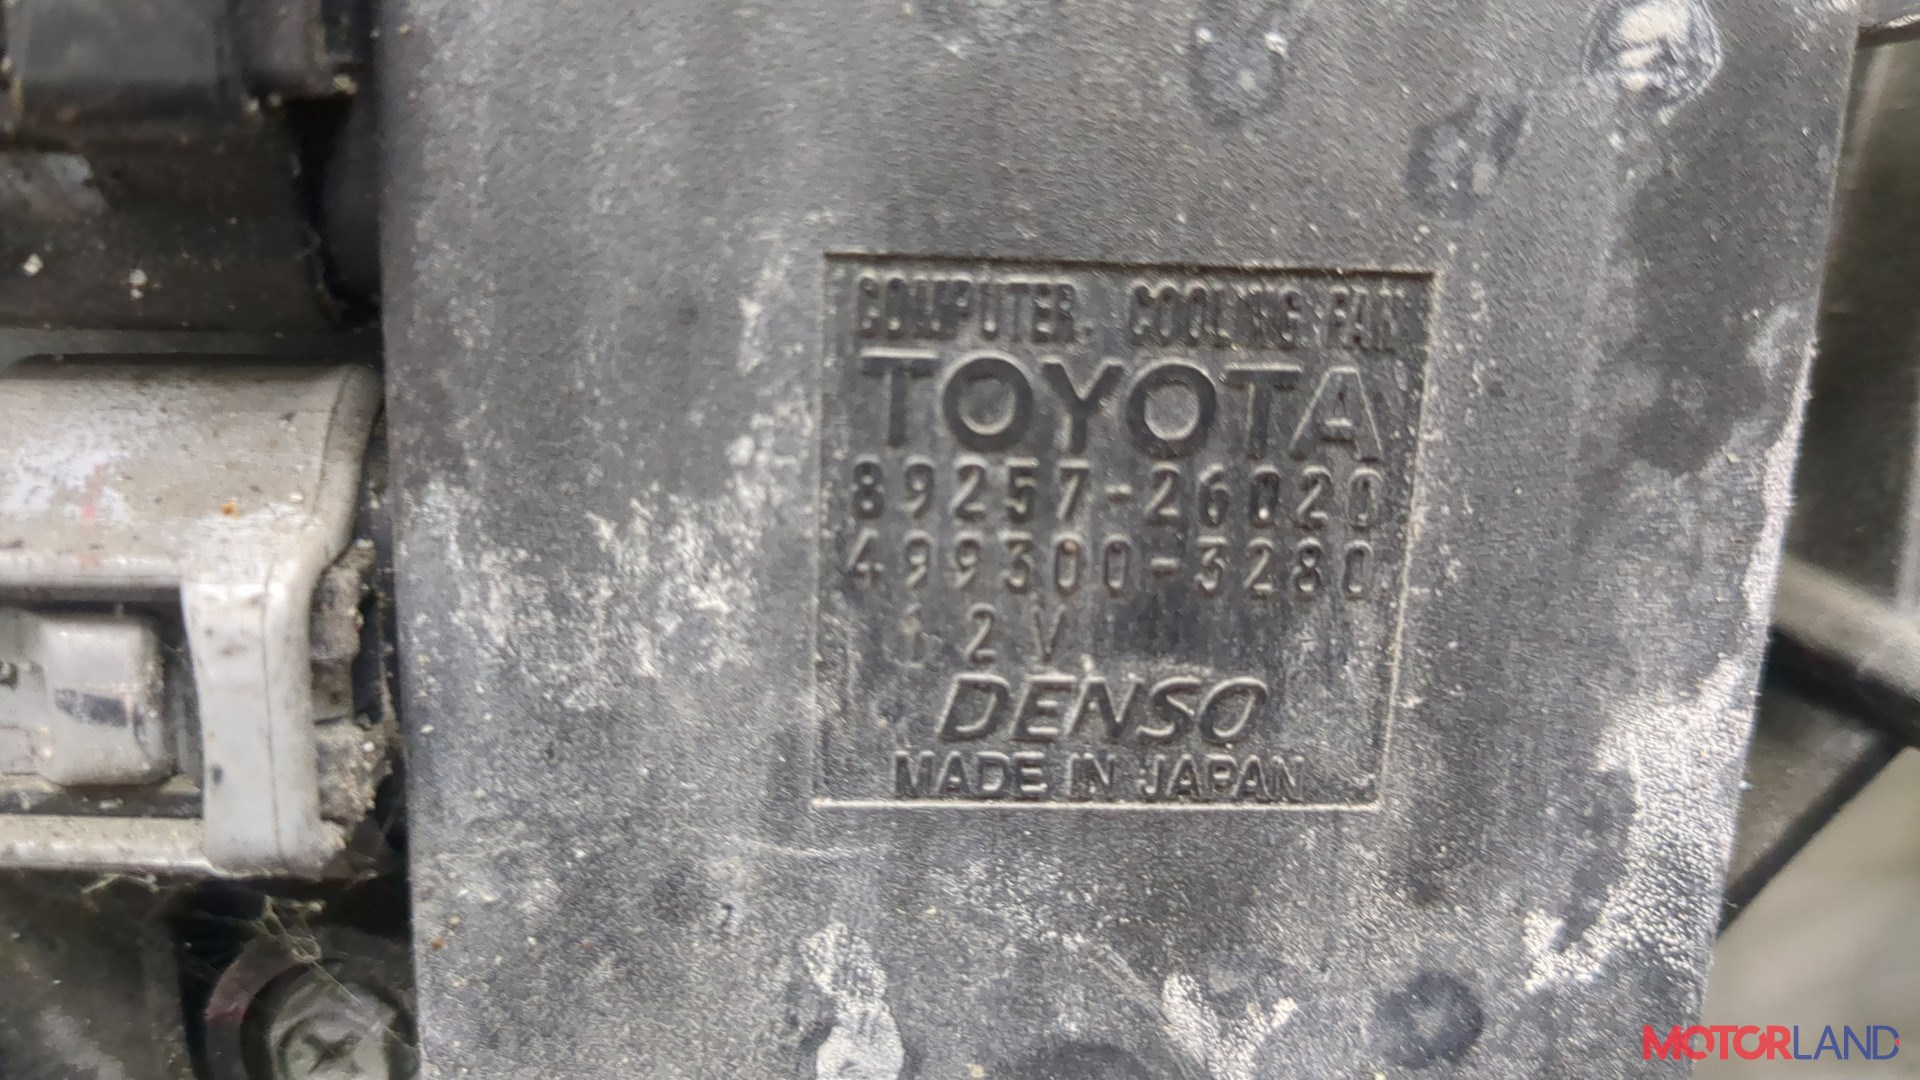 COMPUTER, COOLING FAN
TOYOTA
89257-26020
499300-3280
12V
DENSO
MADE IN JAPAN
MOTORLAND